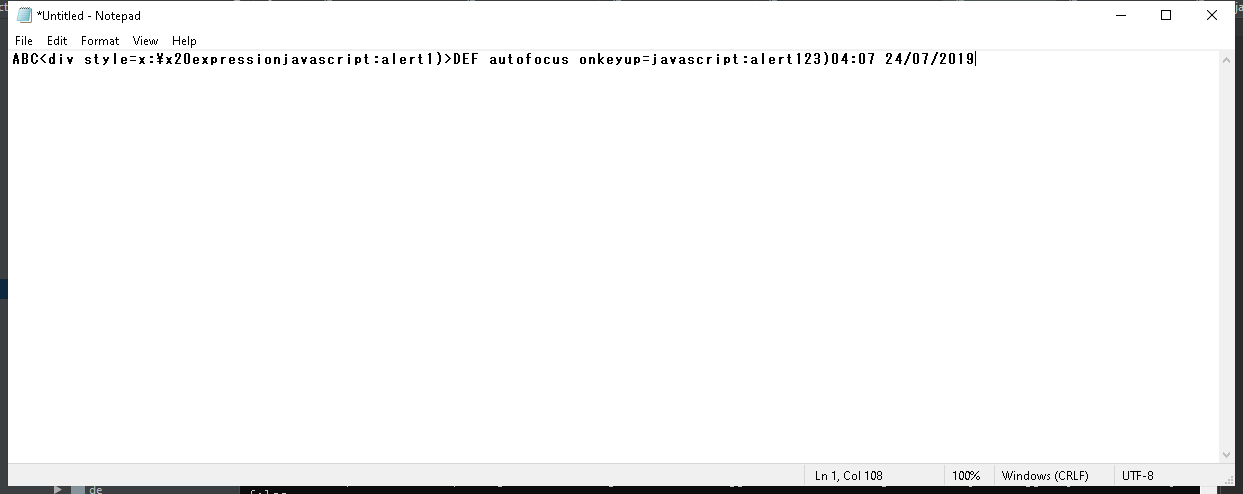 *Untitled - Notepad
File Edit Format View Help
ABC<div style=x:¥x20expressionjavascript:alert1)>DEF autofocus onkeyup=javascript:alert123)04:07 24/07/2019
Ln 1, Col 108 100% Windows (CRLF) UTF-8
de